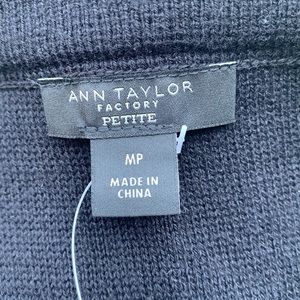 ANN TAYLOR
FACTORY
PETITE
MP
MADE IN
CHINA